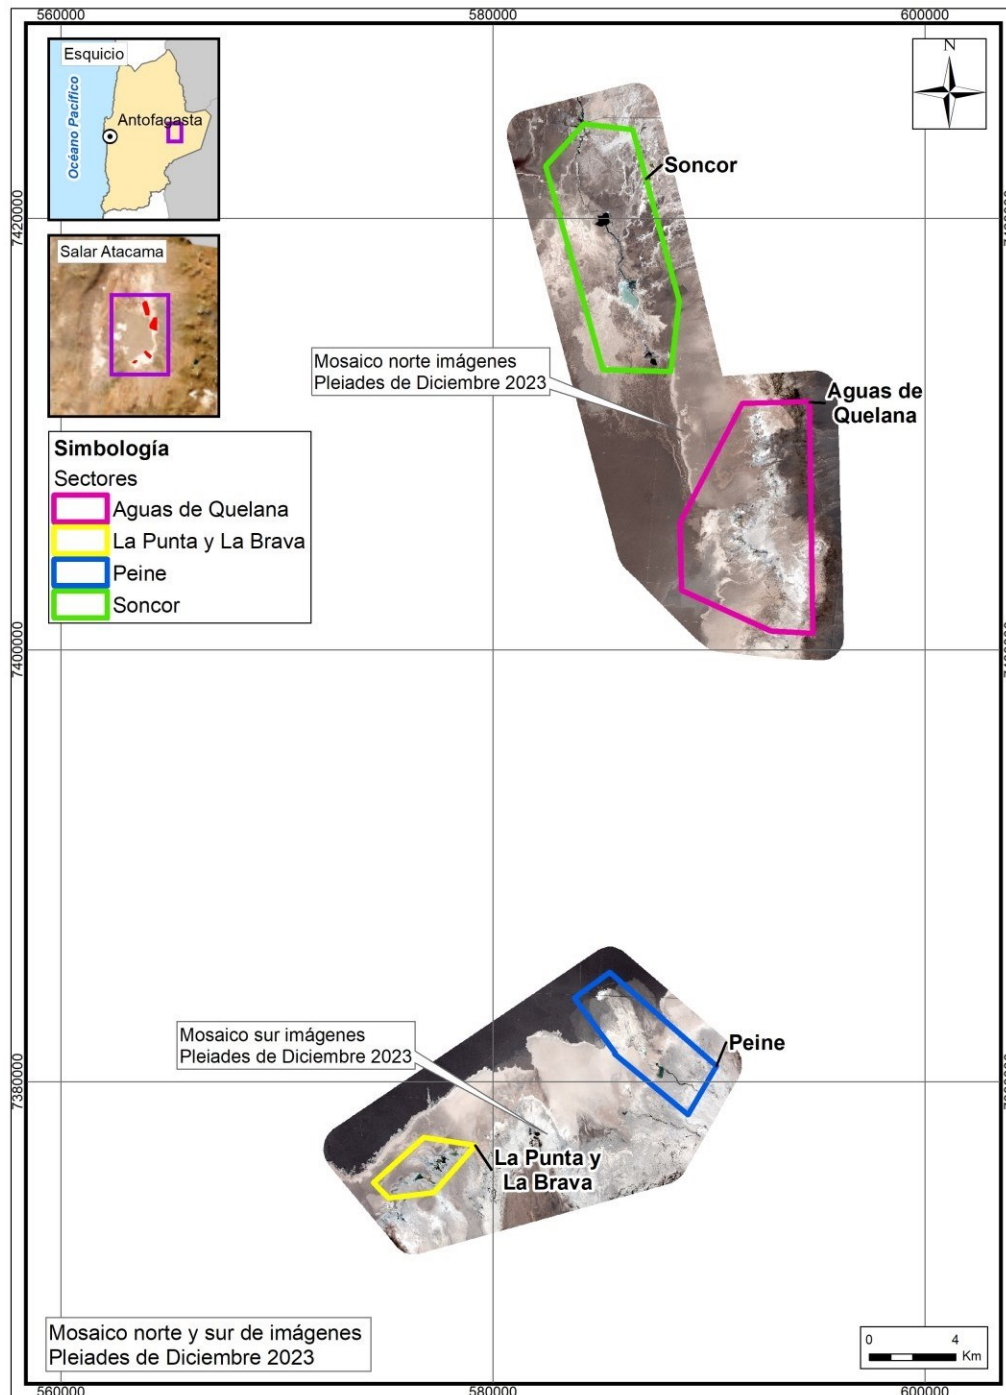 560000
580000
600000
Esquicio
Océano Pacífico
Antofagasta
N
Soncor
7420000
7420000
Salar Atacama
Mosaico norte imágenes
Pleiades de Diciembre 2023
Aguas de
Quelana
Simbología
Sectores
Aguas de Quelana
La Punta y La Brava
Peine
Soncor
7400000
7400000
Mosaico sur imágenes
Pleiades de Diciembre 2023
Peine
7380000
7380000
La Punta y
La Brava
Mosaico norte y sur de imágenes
Pleiades de Diciembre 2023
0 4
Km
560000
580000
600000